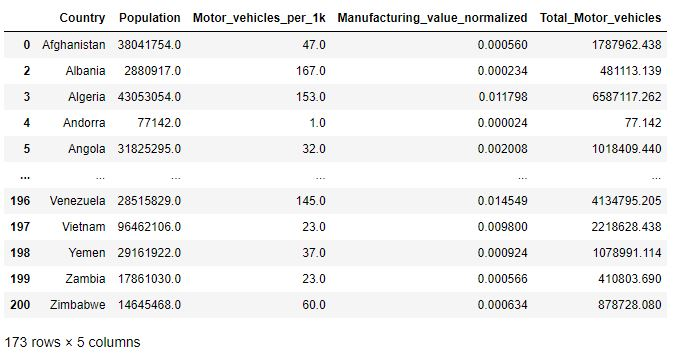 Country Population Motor_vehicles_per_1k Manufacturing_value_normalized Total_Motor_vehicles
0 Afghanistan 38041754.0 47.0 0.000560 1787962.438
2 Albania 2880917.0 167.0 0.000234 481113.139
3 Algeria 43053054.0 153.0 0.011798 6587117.262
4 Andorra 77142.0 1.0 0.000024 77.142
5 Angola 31825295.0 32.0 0.002008 1018409.440
... ... ... ... ... ...
196 Venezuela 28515829.0 145.0 0.014549 4134795.205
197 Vietnam 96462106.0 23.0 0.009800 2218628.438
198 Yemen 29161922.0 37.0 0.000924 1078991.114
199 Zambia 17861030.0 23.0 0.000566 410803.690
200 Zimbabwe 14645468.0 60.0 0.000634 878728.080
173 rows × 5 columns